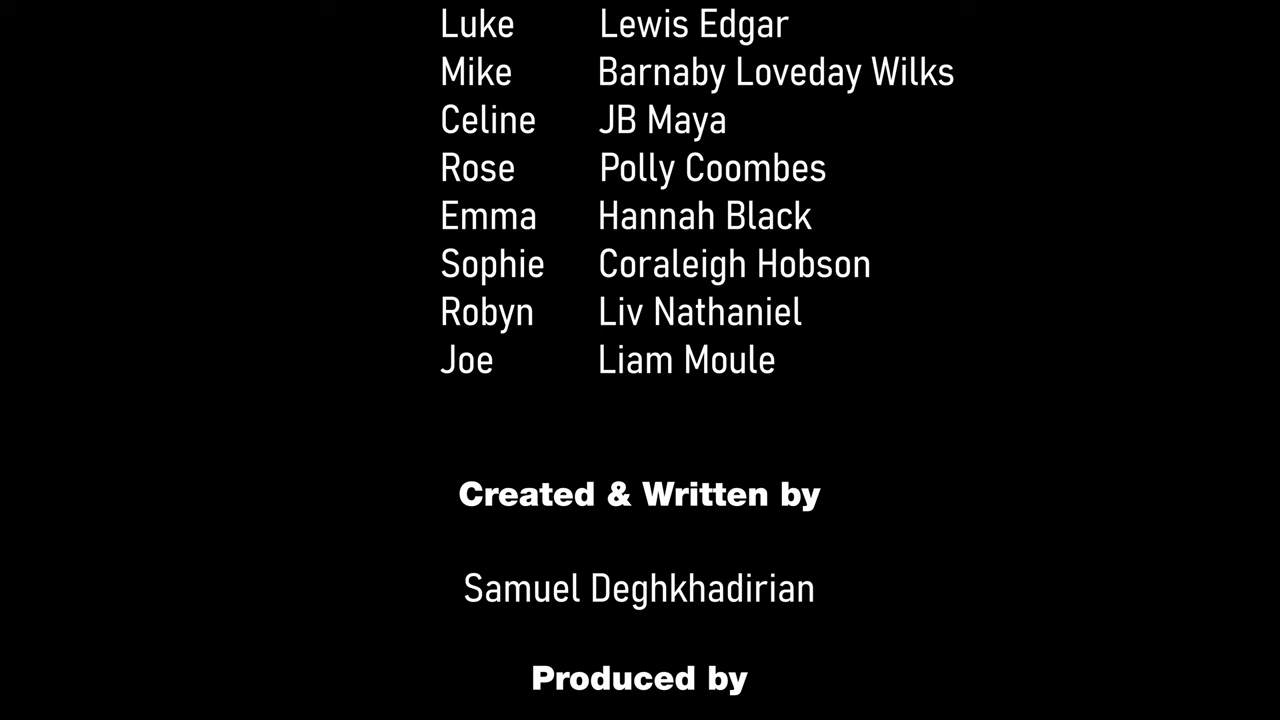 Luke Lewis Edgar
Mike Barnaby Loveday Wilks
Celine JB Maya
Rose Polly Coombes
Emma Hannah Black
Sophie Coraleigh Hobson
Robyn Liv Nathaniel
Joe Liam Moule
Created & Written by
Samuel Deghkhadirian
Produced by